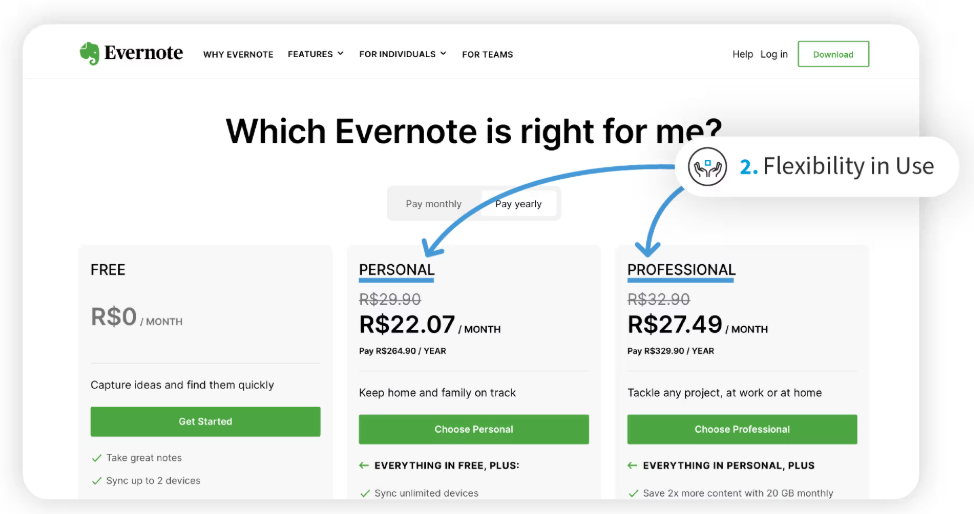 Evernote
WHY EVERNOTE FEATURES FOR INDIVIDUALS FOR TEAMS
Help Log in Download
Which Evernote is right for me?
2. Flexibility in Use
Pay monthly Pay yearly
FREE
R$0 / MONTH
Capture ideas and find them quickly
Get Started
Take great notes
Sync up to 2 devices
PERSONAL
R$29.90
R$22.07 / MONTH
Pay R$264.90 / YEAR
Keep home and family on track
Choose Personal
EVERYTHING IN FREE, PLUS:
Sync unlimited devices
PROFESSIONAL
R$32.90
R$27.49 / MONTH
Pay R$329.90 / YEAR
Tackle any project, at work or at home
Choose Professional
EVERYTHING IN PERSONAL, PLUS
Save 2x more content with 20 GB monthly